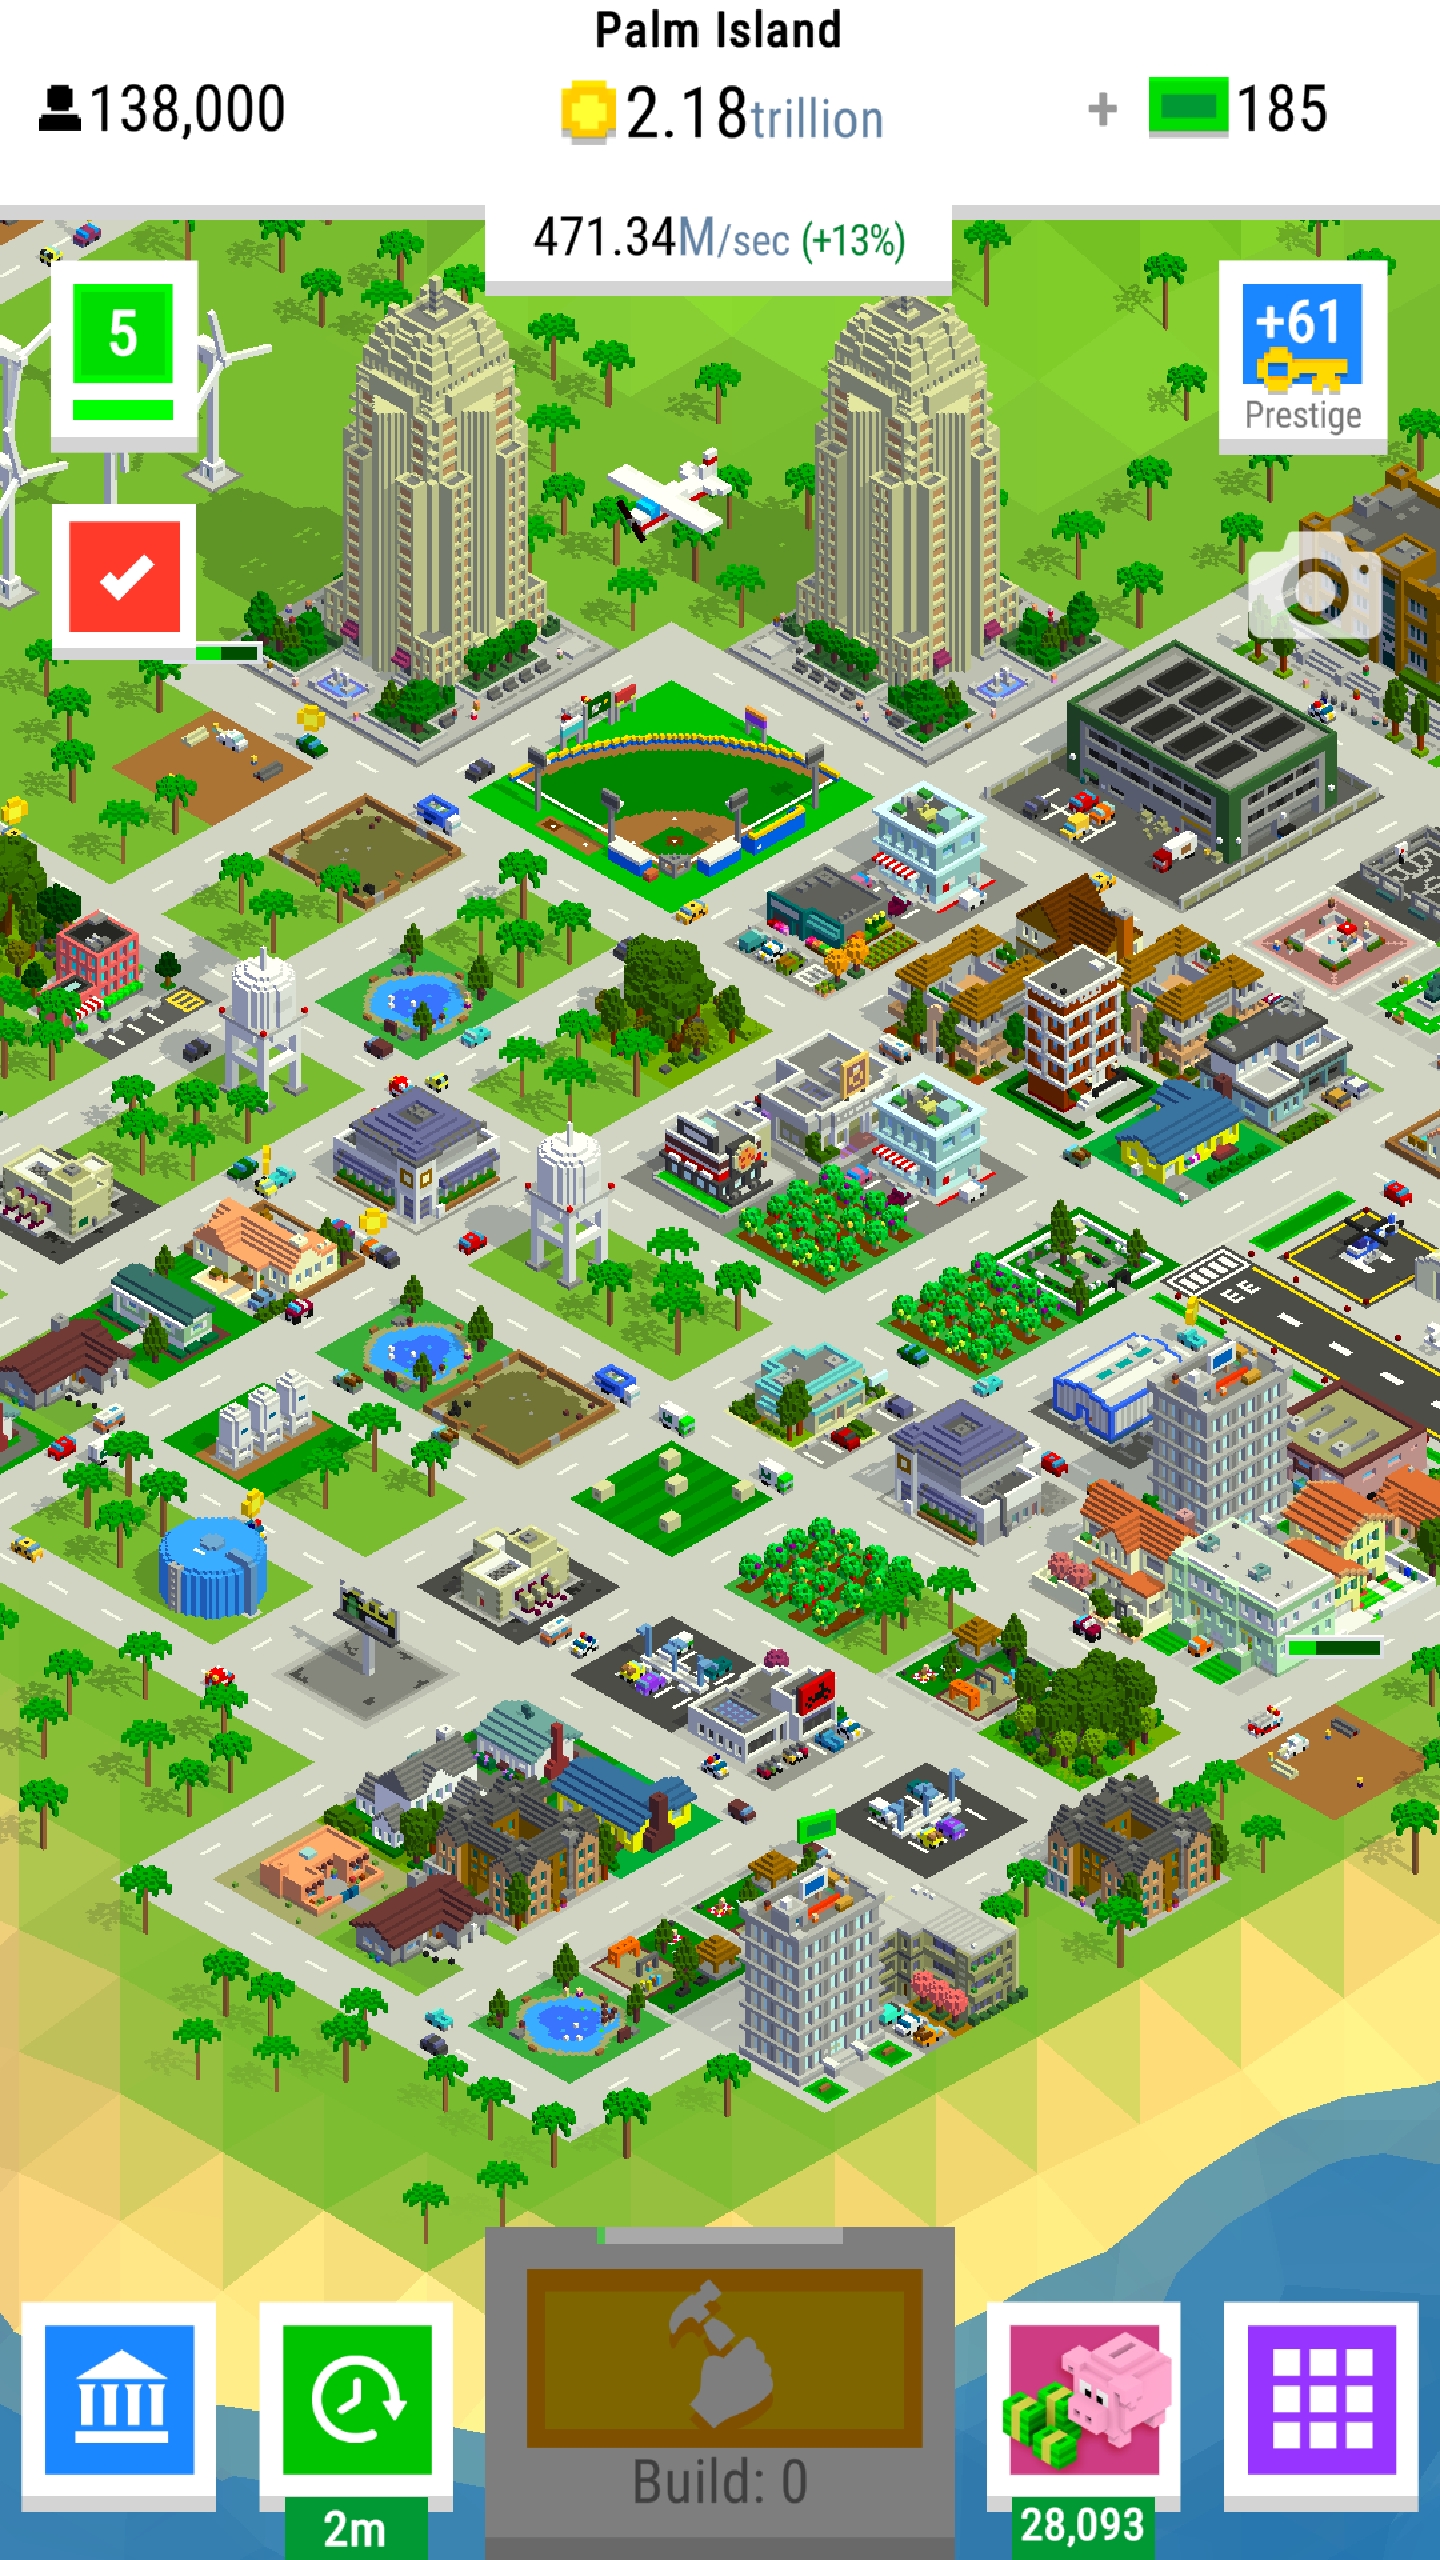 Palm Island
138,000
2.18trillion
+ 185
471.34M/sec (+13%)
5
+61
Prestige
EE
Build: 0
2m
28,093